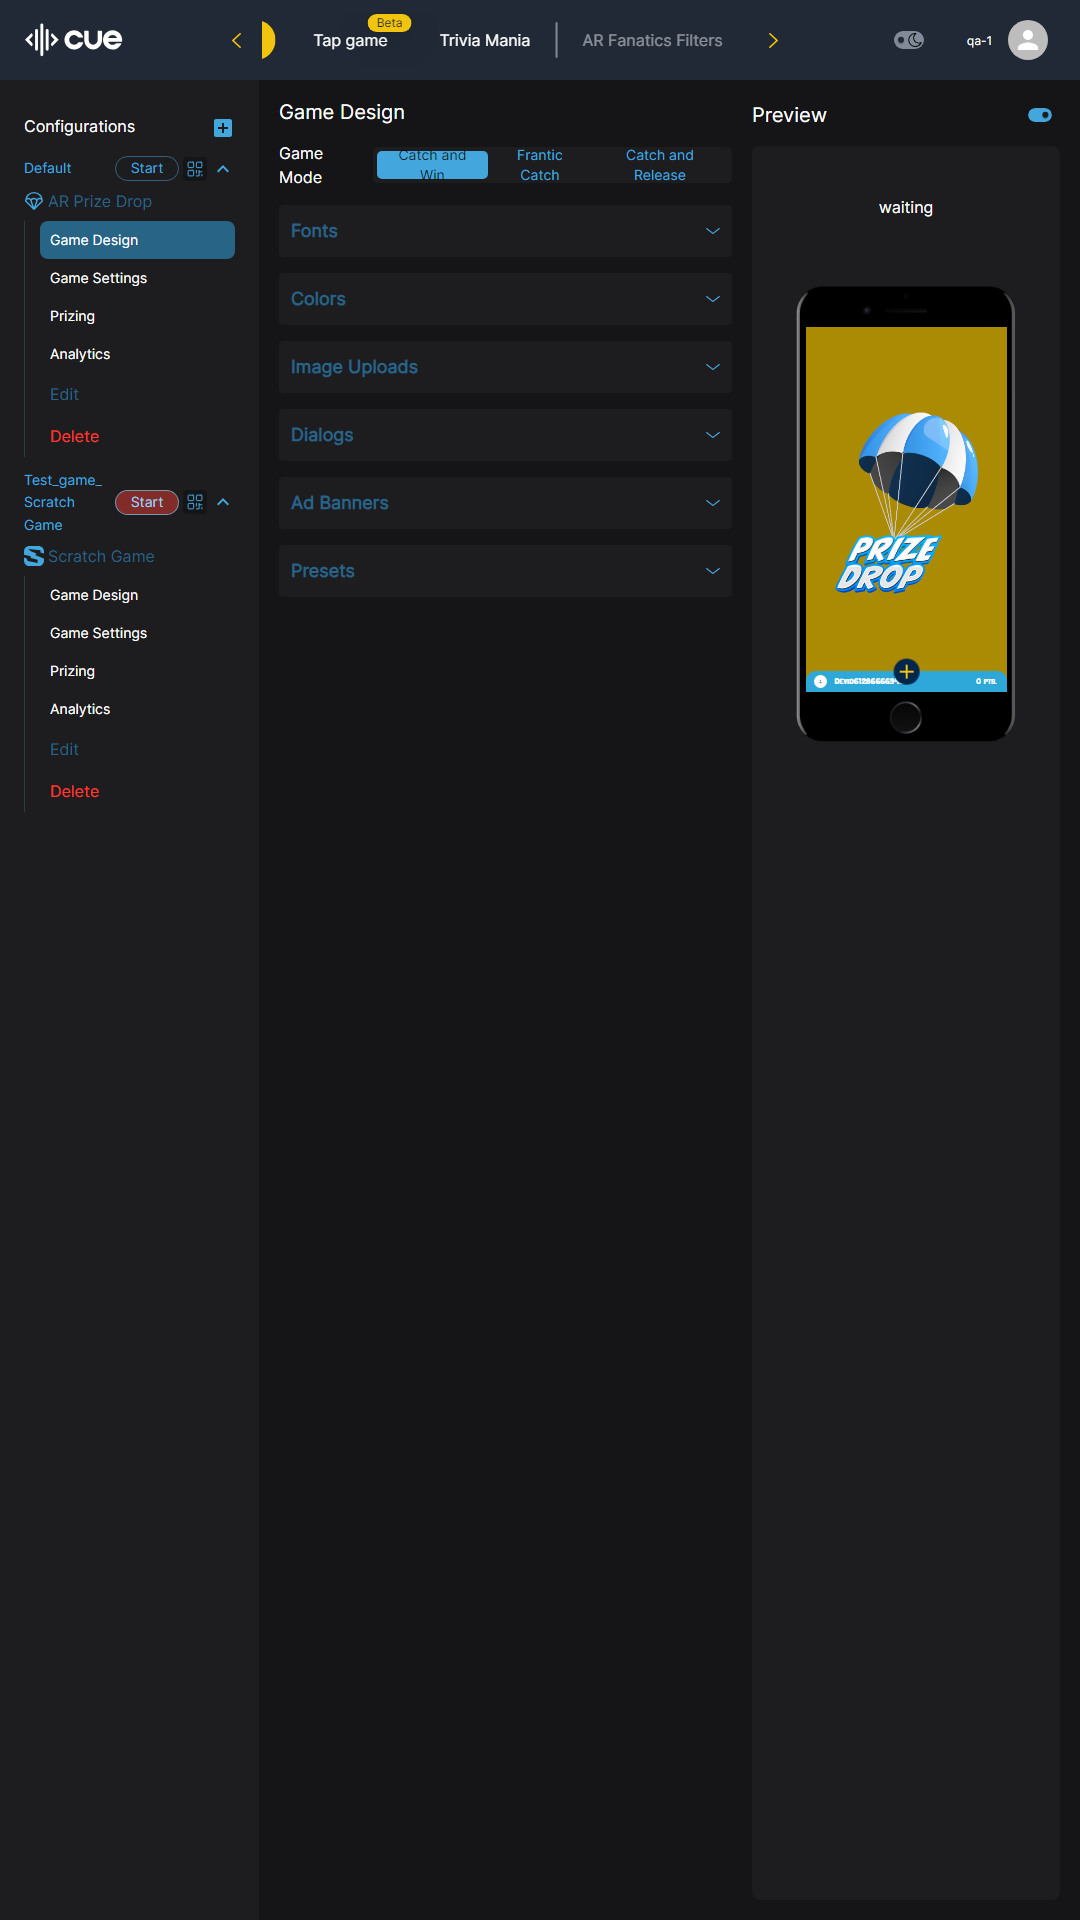 cue
Tap game
Beta
Trivia Mania
AR Fanatics Filters
qa-1
Configurations
Default
Start
AR Prize Drop
Game Design
Game Settings
Prizing
Analytics
Edit
Delete
Test_game_
Scratch
Game
Start
Scratch Game
Game Design
Game Settings
Prizing
Analytics
Edit
Delete
Game Design
Game
Mode
Catch and
Win
Frantic
Catch
Catch and
Release
Fonts
Colors
Image Uploads
Dialogs
Ad Banners
Presets
Preview
waiting
PRIZE
DROP
0 PTS.